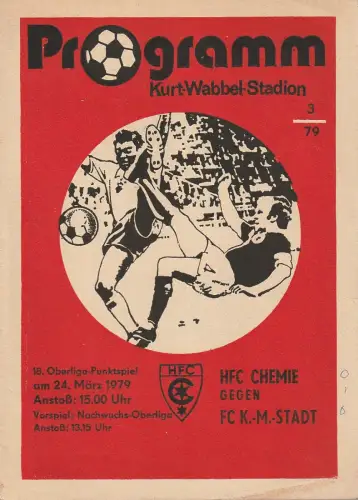 Programm
Kurt-Wabbel-Stadion
3
79
18. Oberliga-Punktspiel
am 24. März 1979
Anstoß: 15.00 Uhr
Vorspiel: Nachwuchs-Oberliga
Anstoß: 13.15 Uhr
HFC
HFC CHEMIE
GEGEN
FC K.-M.-STADT